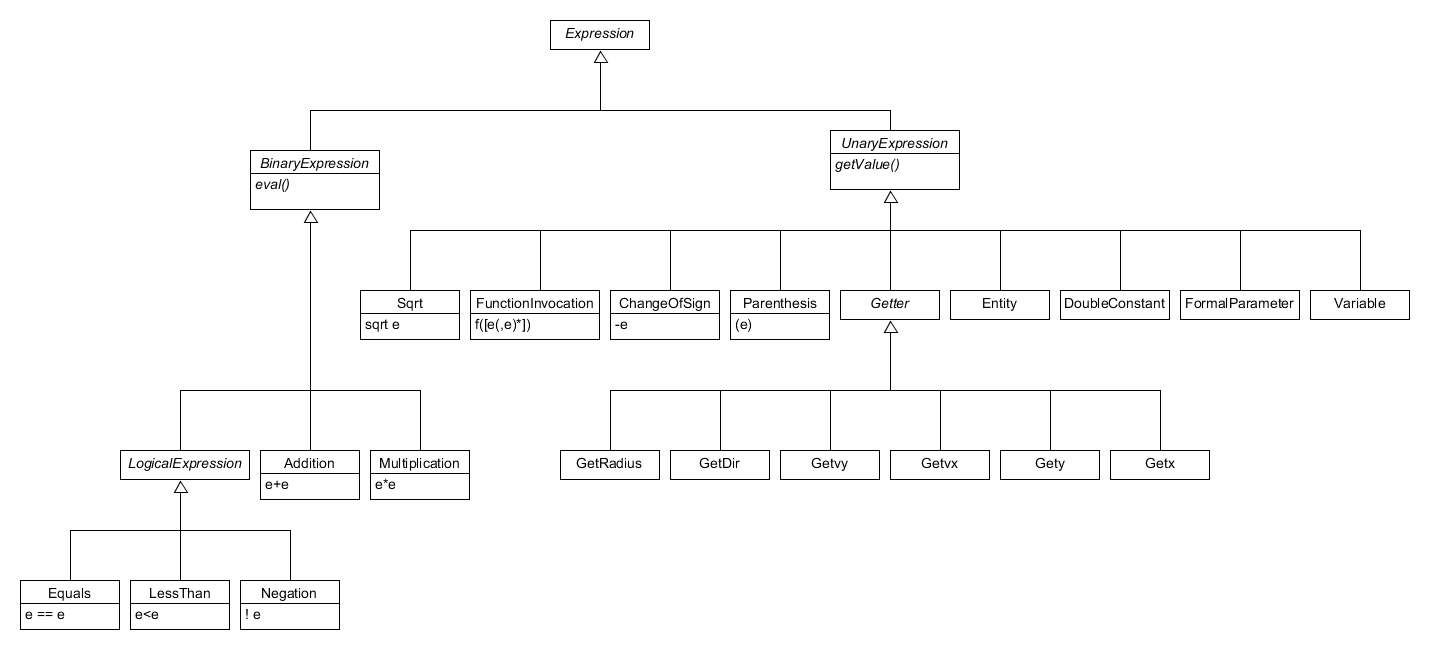 Expression
BinaryExpression
eval()
UnaryExpression
getValue()
Sqrt
sqrt e
FunctionInvocation
f([e(,e)*])
ChangeOfSign
-e
Parenthesis
(e)
Getter
Entity
DoubleConstant
FormalParameter
Variable
LogicalExpression
Addition
e+e
Multiplication
e*e
GetRadius
GetDir
Getvy
Getvx
Gety
Getx
Equals
e == e
LessThan
e<e
Negation
! e